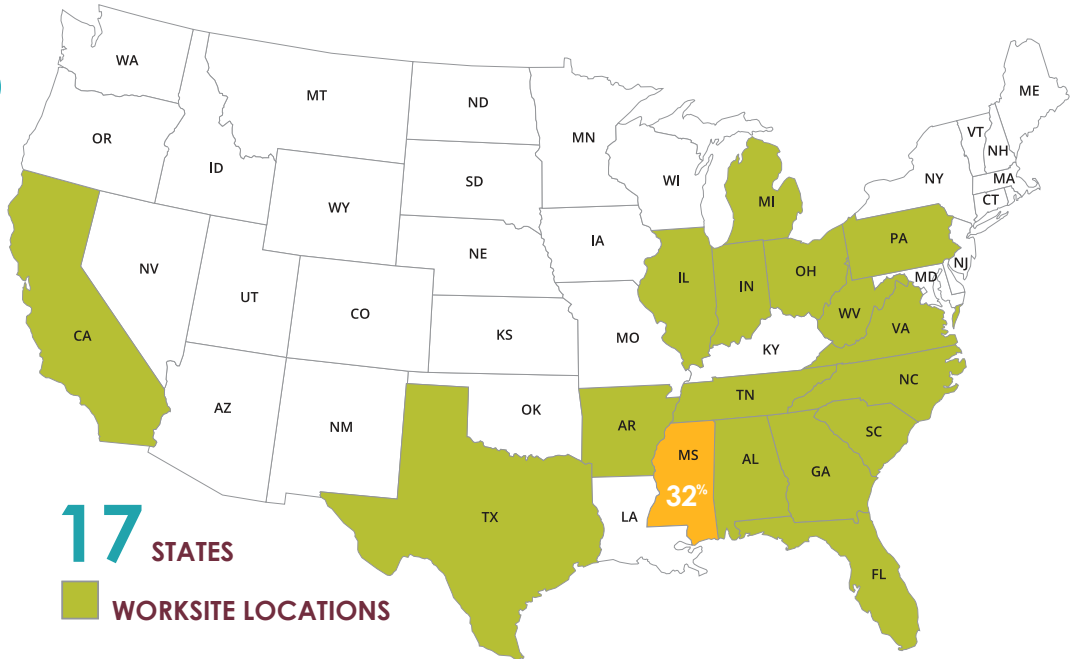 WA
MT
ND
MN
ME
OR
ID
SD
WI
VT
NH
NY
MA
CT
MI
WY
IA
NE
PA
NJ
NV
UT
CO
IL
IN
OH
MD
CA
KS
MO
WV
VA
KY
AZ
NM
OK
TN
NC
AR
SC
MS
32%
AL
GA
TX
LA
FL
17 STATES
WORKSITE LOCATIONS